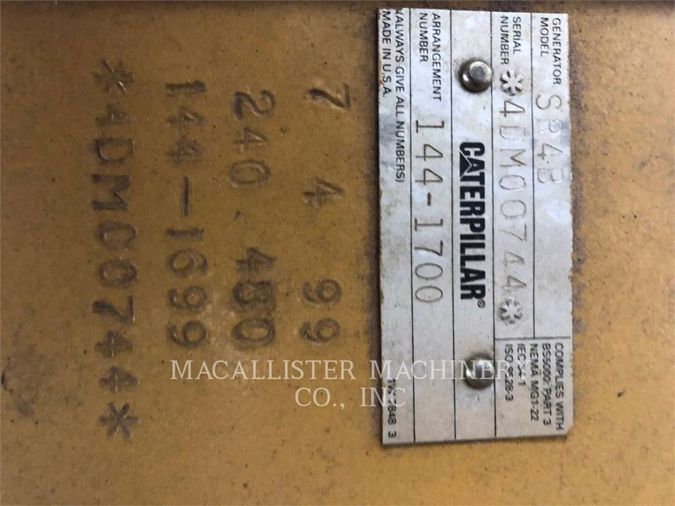 GENERATOR MODEL SR4B
SERIAL NUMBER *4DM00744*
CATERPILLAR®
ARRANGEMENT NUMBER 144-1700
(ALWAYS GIVE ALL NUMBERS)
MADE IN U.S.A.
COMPLIES WITH
BS5000: PART 3
NEMA MG1-22
IEC 34-1
ISO 8528-3
7 4 99
240 480
144-1699
*4DM00744*
MACALLISTER MACHINERY
CO., INC